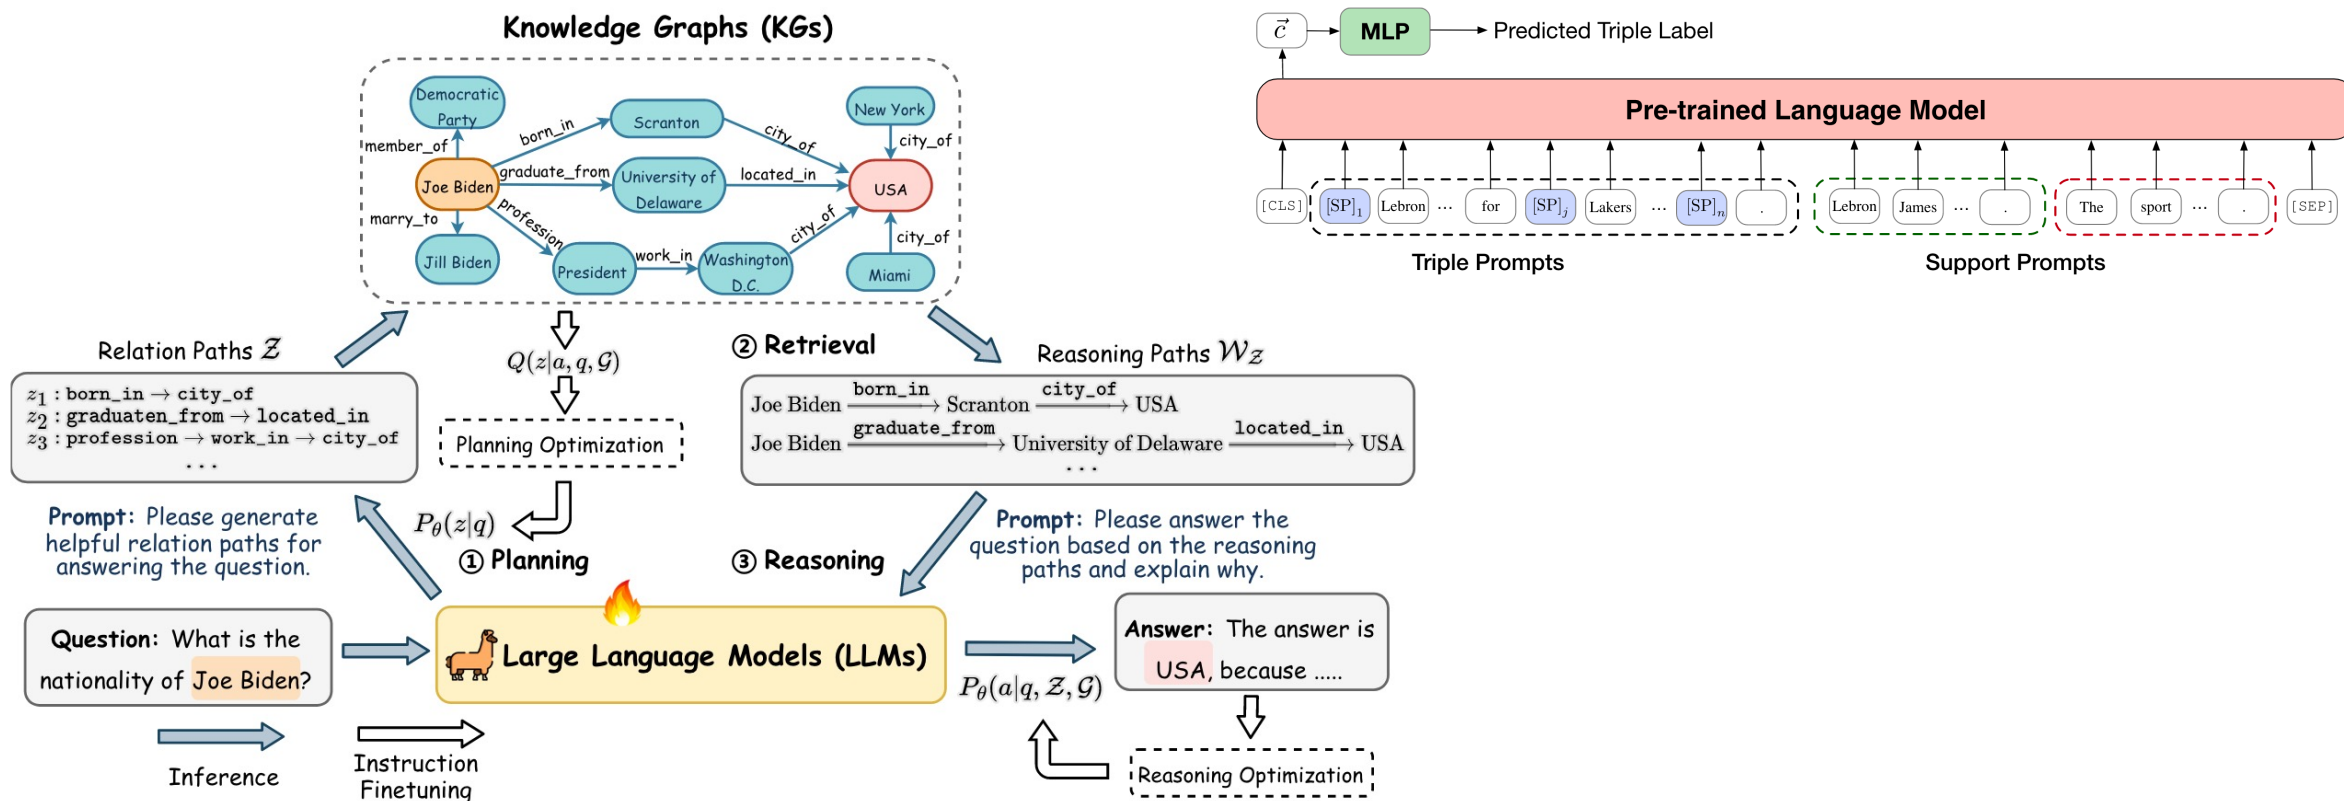 Knowledge Graphs (KGs)
Democratic
Party
member_of
Joe Biden
marry_to
Jill Biden
born_in
Scranton
city_of
graduate_from
University of
Delaware
located_in
profession
President
work_in
Washington
D.C.
city_of
New York
city_of
USA
city_of
Miami
Relation Paths 𝒵
z₁ : born_in → city_of
z₂ : graduaten_from → located_in
z₃ : profession → work_in → city_of
...
Q(z|a, q, 𝒢)
Planning Optimization
P_θ(z|q)
① Planning
② Retrieval
Reasoning Paths 𝒲_𝒵
Joe Biden born_in → Scranton city_of → USA
Joe Biden graduate_from → University of Delaware located_in → USA
...
Prompt: Please generate
helpful relation paths for
answering the question.
③ Reasoning
Prompt: Please answer the
question based on the reasoning
paths and explain why.
Question: What is the
nationality of Joe Biden?
Large Language Models (LLMs)
P_θ(a|q, 𝒵, 𝒢)
Answer: The answer is
USA, because .....
Reasoning Optimization
Inference
Instruction
Finetuning
c⃗
MLP
Predicted Triple Label
Pre-trained Language Model
[CLS] [SP]₁ Lebron ... for [SP]ⱼ Lakers ... [SP]ₙ . Lebron James ... . The sport ... . [SEP]
Triple Prompts
Support Prompts